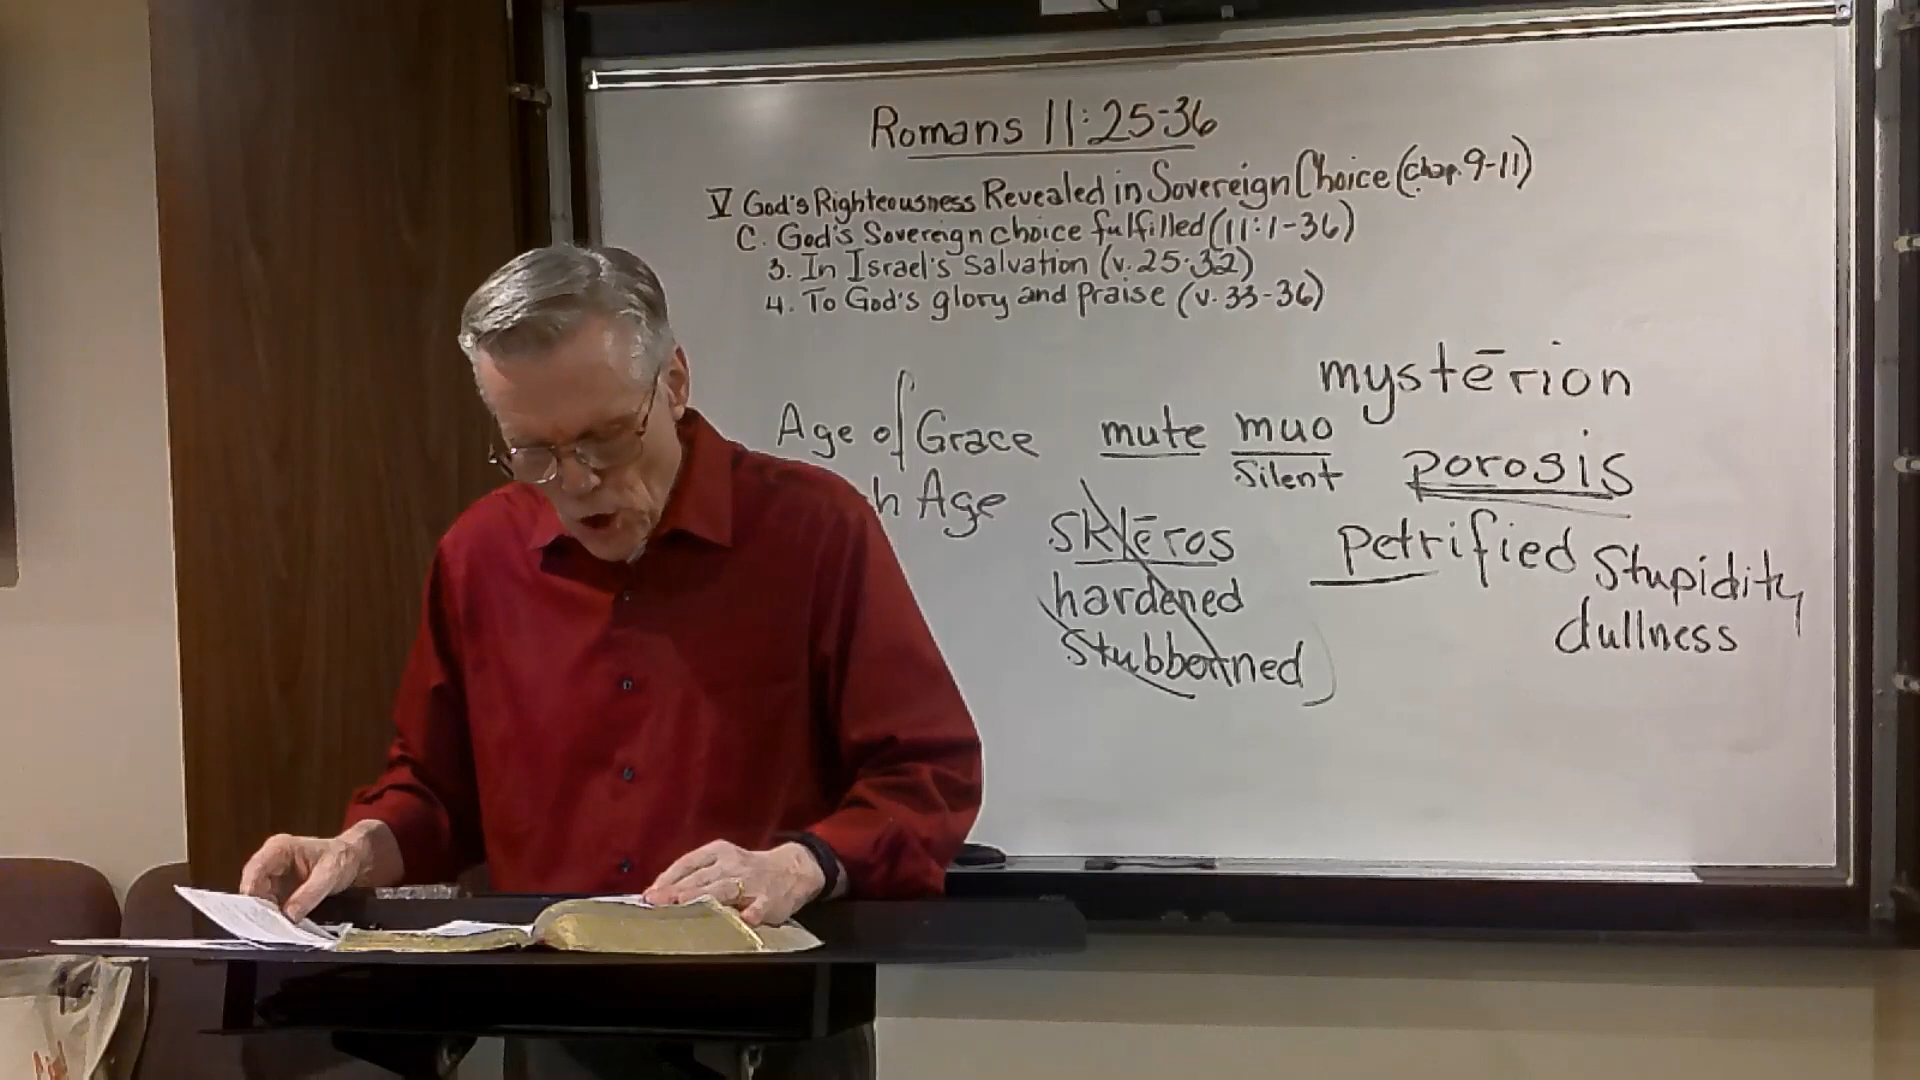 Romans 11:25-36
V God's Righteousness Revealed in Sovereign Choice (chap. 9-11)
C. God's Sovereign choice fulfilled (11:1-36)
3. In Israel's Salvation (v. 25-32)
4. To God's glory and Praise (v. 33-36)
mystērion
Age of Grace mute muo
Silent
porosis
h Age
Sklēros
hardened
Stubborned
petrified Stupidity
dullness